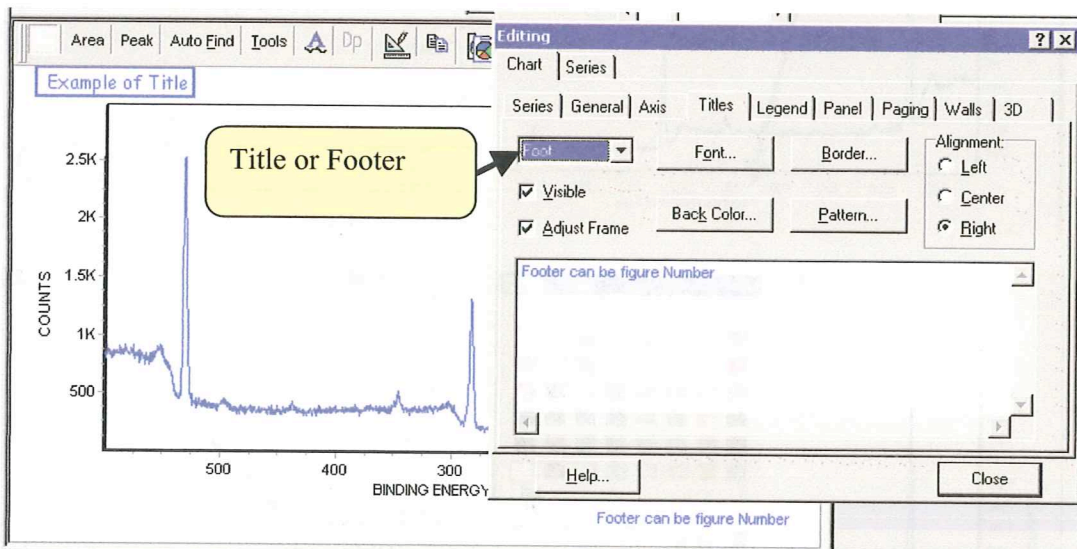 Area Peak Auto Find Tools A Dp
Editing
Chart Series
Series General Axis Titles Legend Panel Paging Walls 3D
Example of Title
Title or Footer
Foot
Font... Border...
Alignment:
Left
Center
Right
Visible
Adjust Frame
Back Color... Pattern...
Footer can be figure Number
COUNTS
2.5K
2K
1.5K
1K
500
500 400 300
BINDING ENERGY
Help... Close
Footer can be figure Number